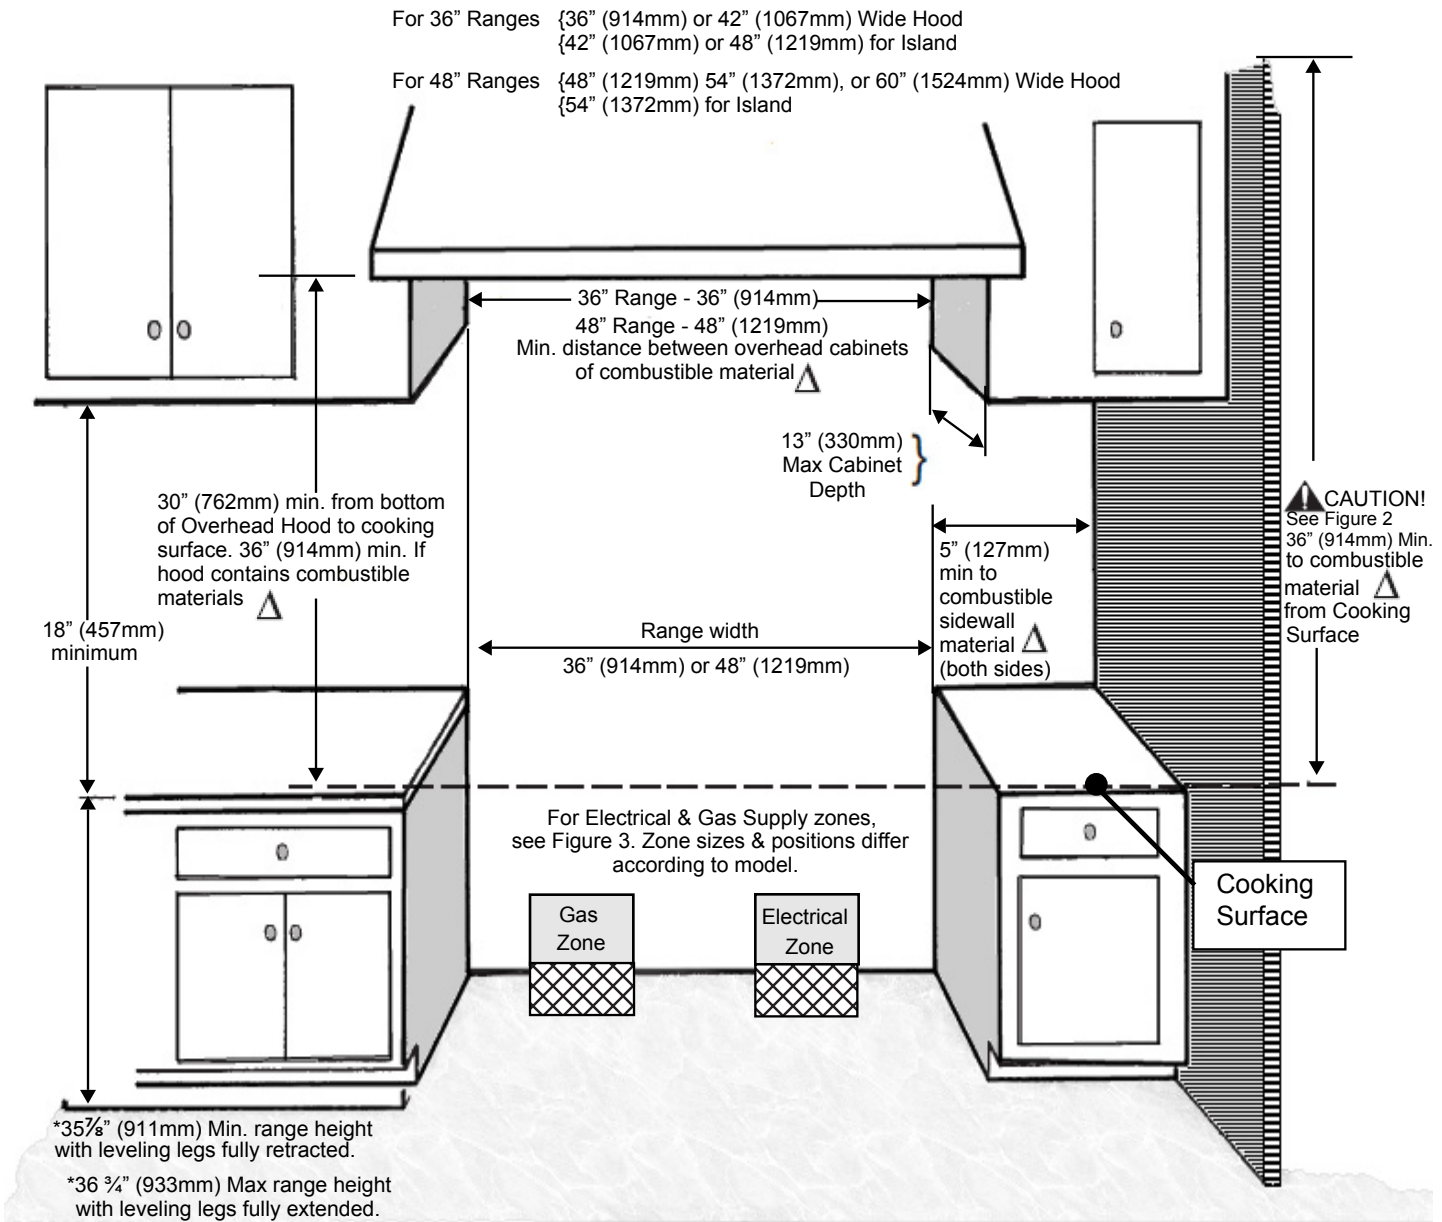 For 36” Ranges {36” (914mm) or 42” (1067mm) Wide Hood
{42” (1067mm) or 48” (1219mm) for Island
For 48” Ranges {48” (1219mm) 54” (1372mm), or 60” (1524mm) Wide Hood
{54” (1372mm) for Island
36” Range - 36” (914mm)
48” Range - 48” (1219mm)
Min. distance between overhead cabinets
of combustible material
13” (330mm)
Max Cabinet
Depth
}
30” (762mm) min. from bottom
of Overhead Hood to cooking
surface. 36” (914mm) min. If
hood contains combustible
materials
18” (457mm)
minimum
Range width
36” (914mm) or 48” (1219mm)
5” (127mm)
min to
combustible
sidewall
material
(both sides)
CAUTION!
See Figure 2
36” (914mm) Min.
to combustible
material
from Cooking
Surface
For Electrical & Gas Supply zones,
see Figure 3. Zone sizes & positions differ
according to model.
Gas
Zone
Electrical
Zone
Cooking
Surface
*35⅞” (911mm) Min. range height
with leveling legs fully retracted.
*36 ¾” (933mm) Max range height
with leveling legs fully extended.